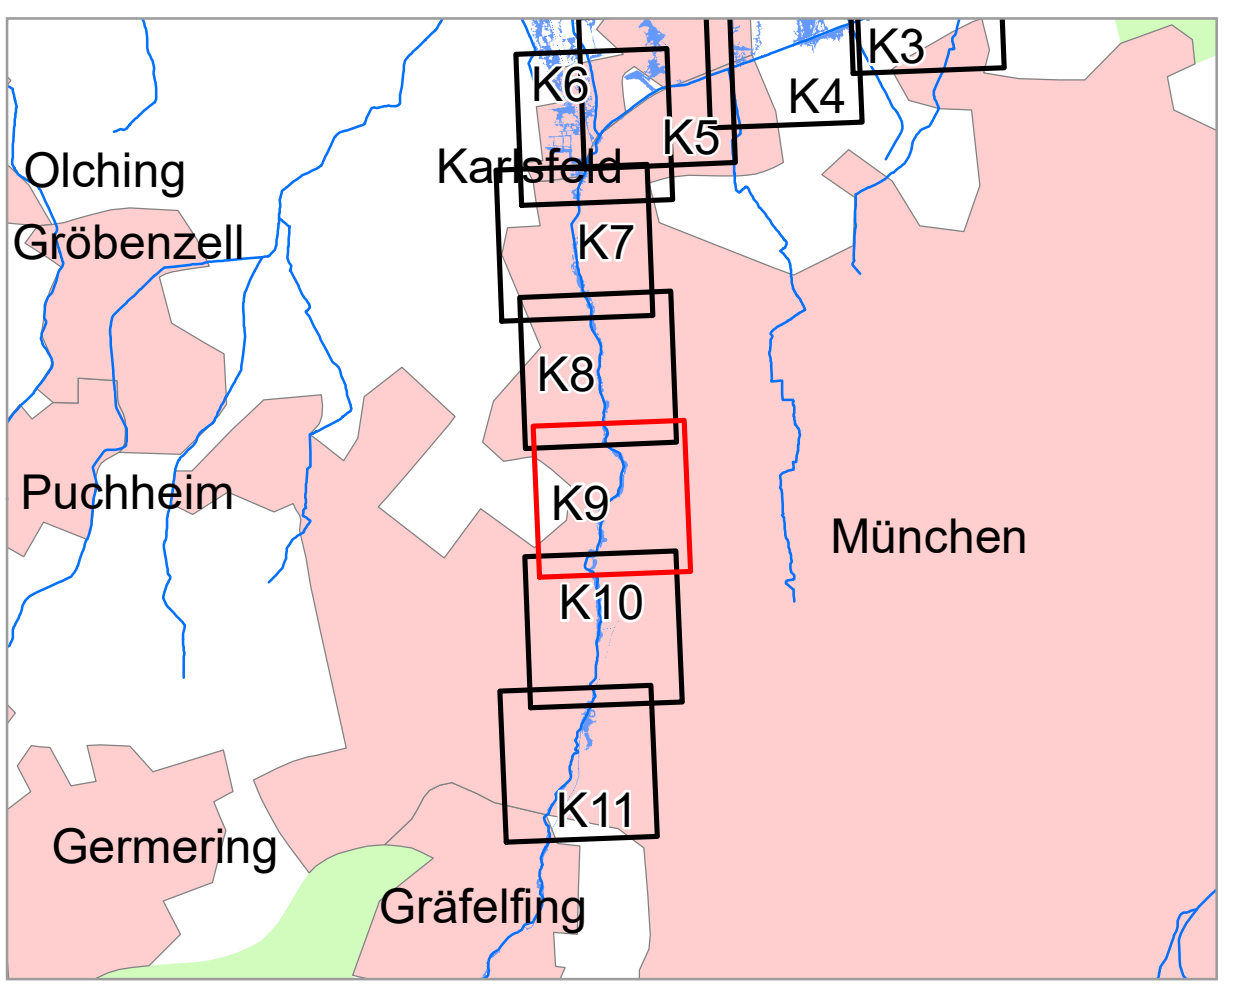 K3
K6
K4
K5
Karlsfeld
Olching
Gröbenzell
K7
K8
Puchheim
K9
München
K10
K11
Germering
Gräfelfing